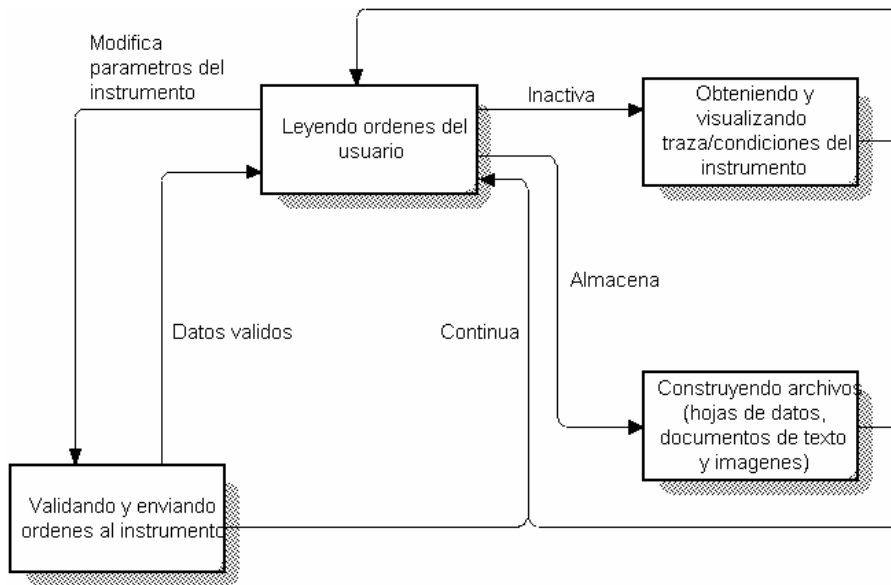 Modifica
parametros del
instrumento
Leyendo ordenes del
usuario
Inactiva
Obteniendo y
visualizando
traza/condiciones del
instrumento
Almacena
Datos validos
Continua
Construyendo archivos
(hojas de datos,
documentos de texto
y imagenes)
Validando y enviando
ordenes al instrumento